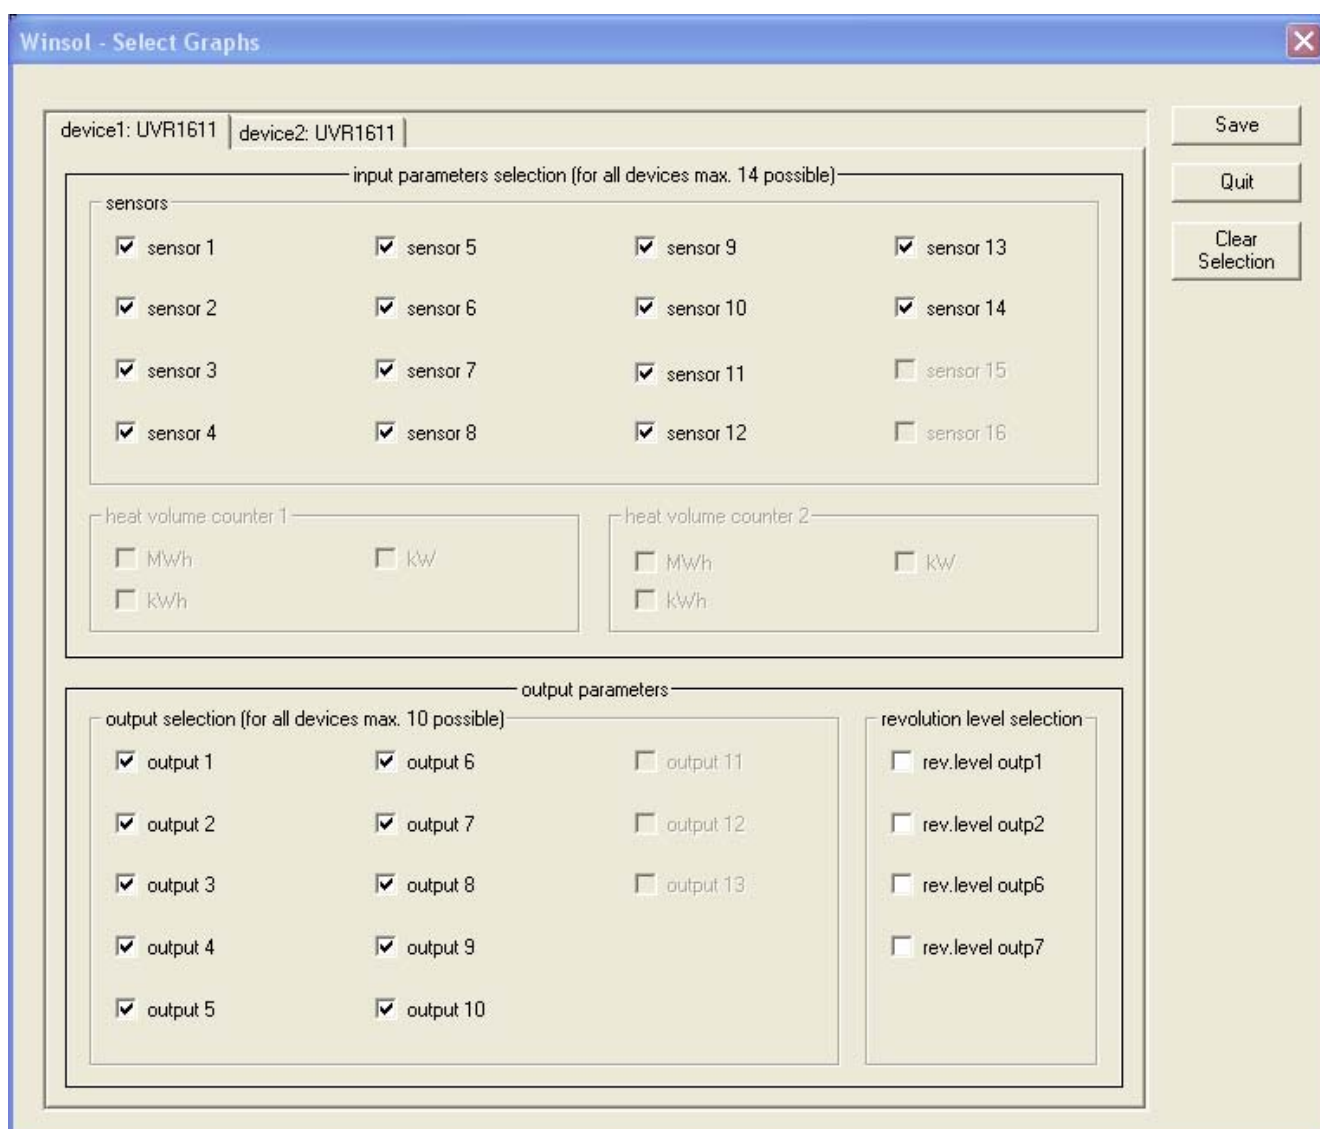 Winsol - Select Graphs
device1: UVR1611
device2: UVR1611
Save
Quit
Clear
Selection
input parameters selection (for all devices max. 14 possible)
sensors
sensor 1
sensor 5
sensor 9
sensor 13
sensor 2
sensor 6
sensor 10
sensor 14
sensor 3
sensor 7
sensor 11
sensor 15
sensor 4
sensor 8
sensor 12
sensor 16
heat volume counter 1
MWh
kW
kWh
heat volume counter 2
MWh
kW
kWh
output parameters
output selection (for all devices max. 10 possible)
output 1
output 6
output 11
output 2
output 7
output 12
output 3
output 8
output 13
output 4
output 9
output 5
output 10
revolution level selection
rev.level outp1
rev.level outp2
rev.level outp6
rev.level outp7